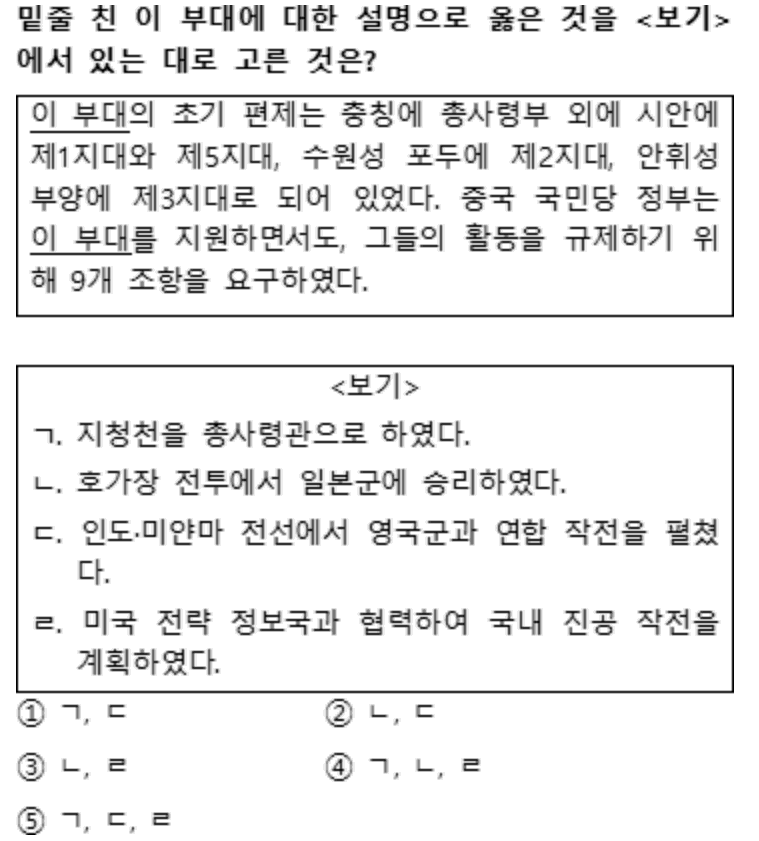 밑줄 친 이 부대에 대한 설명으로 옳은 것을 <보기>
에서 있는 대로 고른 것은?
이 부대의 초기 편제는 충칭에 총사령부 외에 시안에
제1지대와 제5지대, 수원성 포두에 제2지대, 안휘성
부양에 제3지대로 되어 있었다. 중국 국민당 정부는
이 부대를 지원하면서도, 그들의 활동을 규제하기 위
해 9개 조항을 요구하였다.
<보기>
ㄱ. 지청천을 총사령관으로 하였다.
ㄴ. 호가장 전투에서 일본군에 승리하였다.
ㄷ. 인도·미얀마 전선에서 영국군과 연합 작전을 펼쳤
다.
ㄹ. 미국 전략 정보국과 협력하여 국내 진공 작전을
계획하였다.
① ㄱ, ㄷ ② ㄴ, ㄷ
③ ㄴ, ㄹ ④ ㄱ, ㄴ, ㄹ
⑤ ㄱ, ㄷ, ㄹ